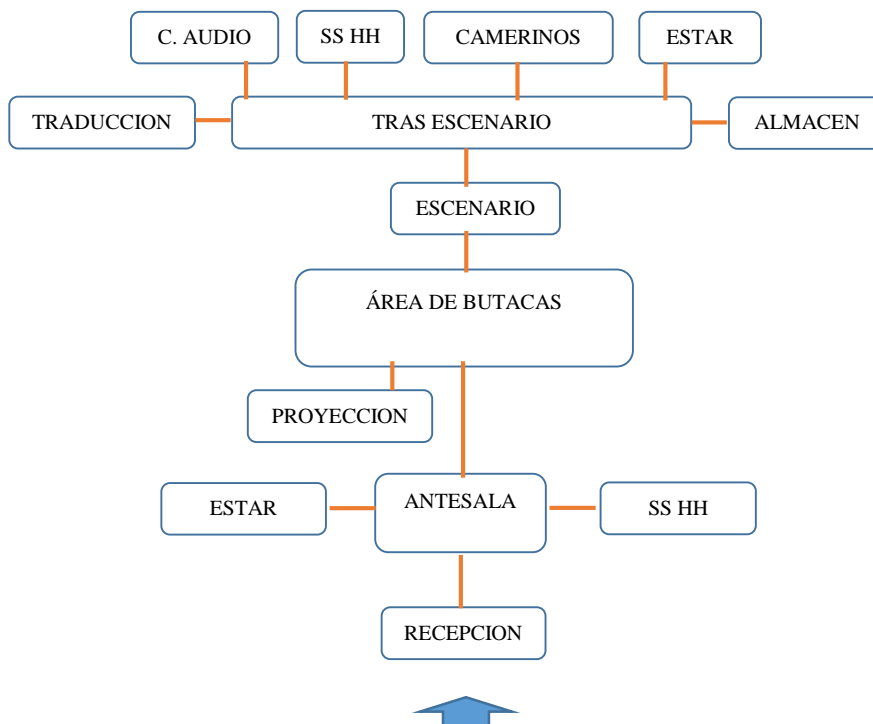 C. AUDIO
SS HH
CAMERINOS
ESTAR
TRADUCCION
TRAS ESCENARIO
ALMACEN
ESCENARIO
ÁREA DE BUTACAS
PROYECCION
ESTAR
ANTESALA
SS HH
RECEPCION